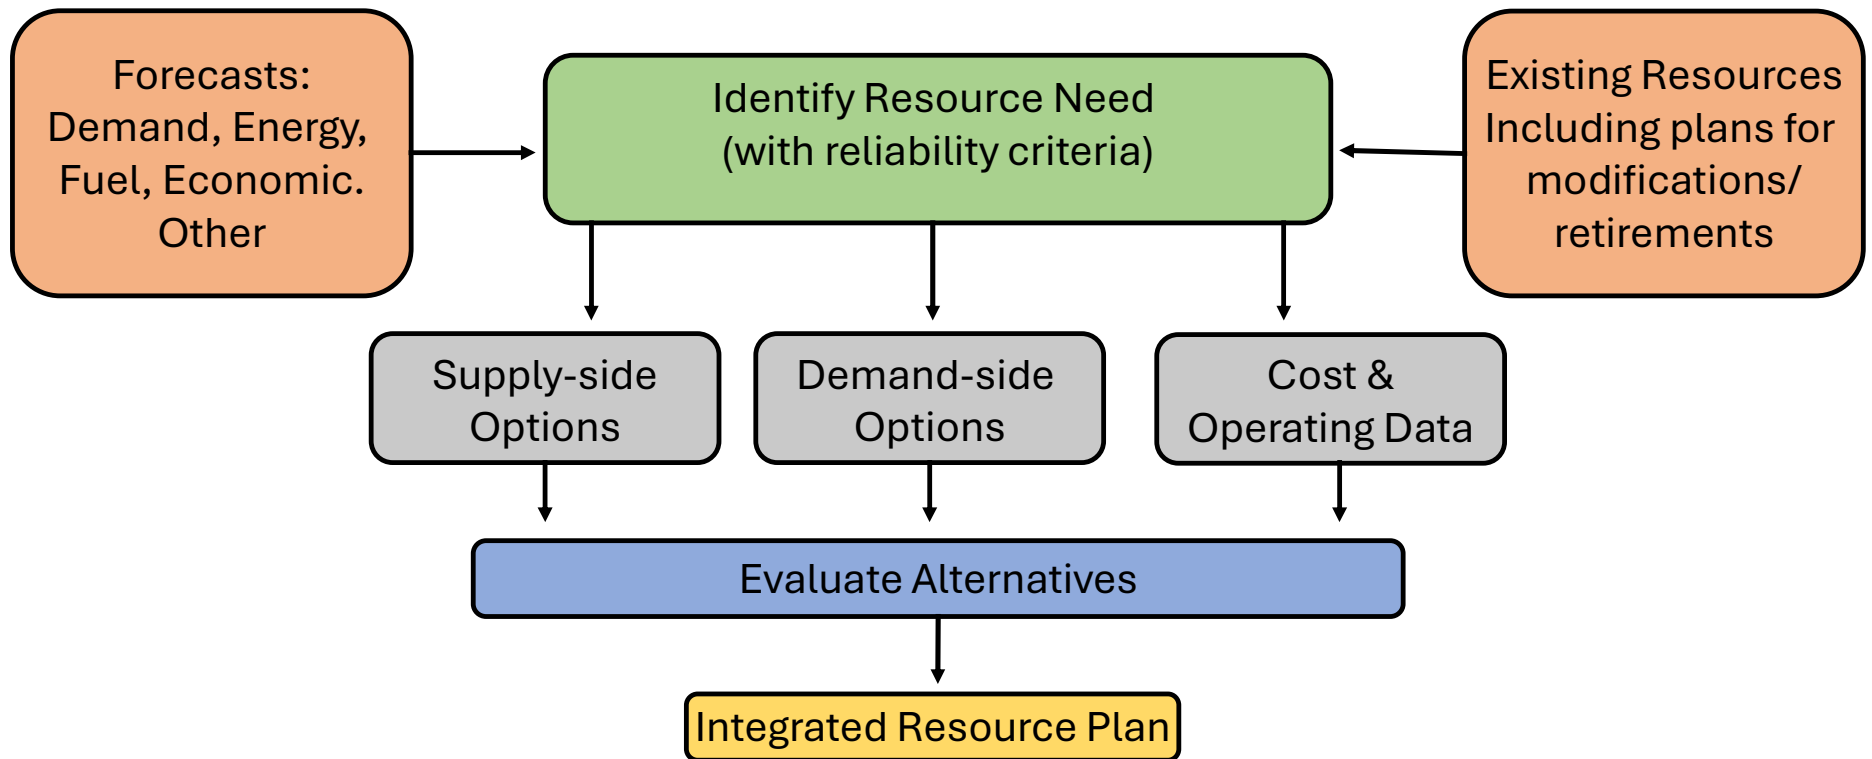 Forecasts:
Demand, Energy,
Fuel, Economic.
Other
Identify Resource Need
(with reliability criteria)
Existing Resources
Including plans for
modifications/
retirements
Supply-side
Options
Demand-side
Options
Cost &
Operating Data
Evaluate Alternatives
Integrated Resource Plan